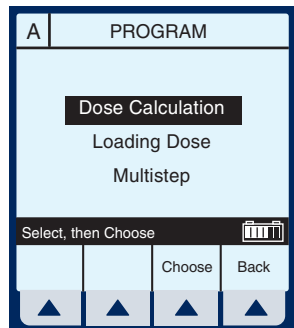 A PROGRAM
Dose Calculation
Loading Dose
Multistep
Select, then Choose
Choose Back